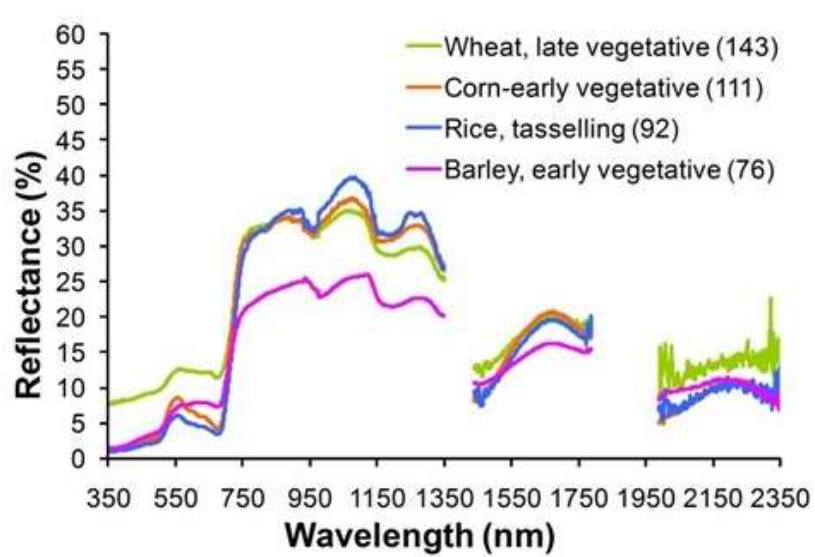 60
55
50
45
40
35
30
25
20
15
10
5
0
Reflectance (%)
Wheat, late vegetative (143)
Corn-early vegetative (111)
Rice, tasselling (92)
Barley, early vegetative (76)
350 550 750 950 1150 1350 1550 1750 1950 2150 2350
Wavelength (nm)